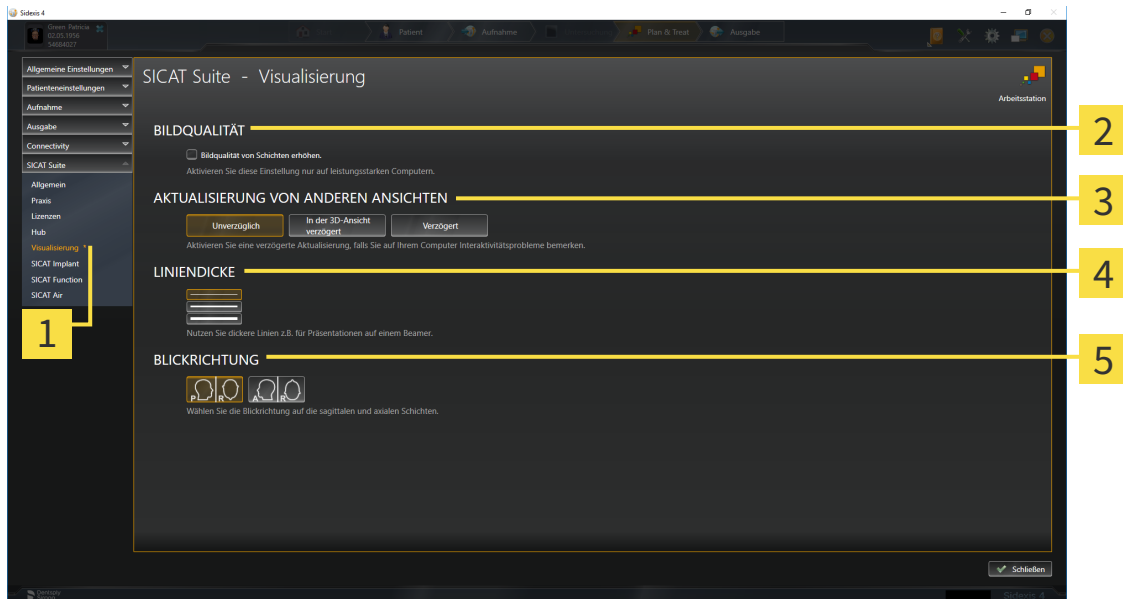 Sidexis 4
Green Patricia
02.05.1956
54684027
Patient
Aufnahme
Plan & Treat
Ausgabe
Allgemeine Einstellungen
Patienteneinstellungen
Aufnahme
Ausgabe
Connectivity
SICAT Suite
Allgemein
Praxis
Lizenzen
Hub
Visualisierung *
SICAT Implant
SICAT Function
SICAT Air
1
SICAT Suite - Visualisierung
Arbeitsstation
BILDQUALITÄT
2
Bildqualität von Schichten erhöhen.
Aktivieren Sie diese Einstellung nur auf leistungsstarken Computern.
AKTUALISIERUNG VON ANDEREN ANSICHTEN
3
Unverzüglich
In der 3D-Ansicht verzögert
Verzögert
Aktivieren Sie eine verzögerte Aktualisierung, falls Sie auf Ihrem Computer Interaktivitätsprobleme bemerken.
LINIENDICKE
4
Nutzen Sie dickere Linien z.B. für Präsentationen auf einem Beamer.
BLICKRICHTUNG
5
P R
A R
Wählen Sie die Blickrichtung auf die sagittalen und axialen Schichten.
Schließen
Dentsply
Sirona
Sidexis 4